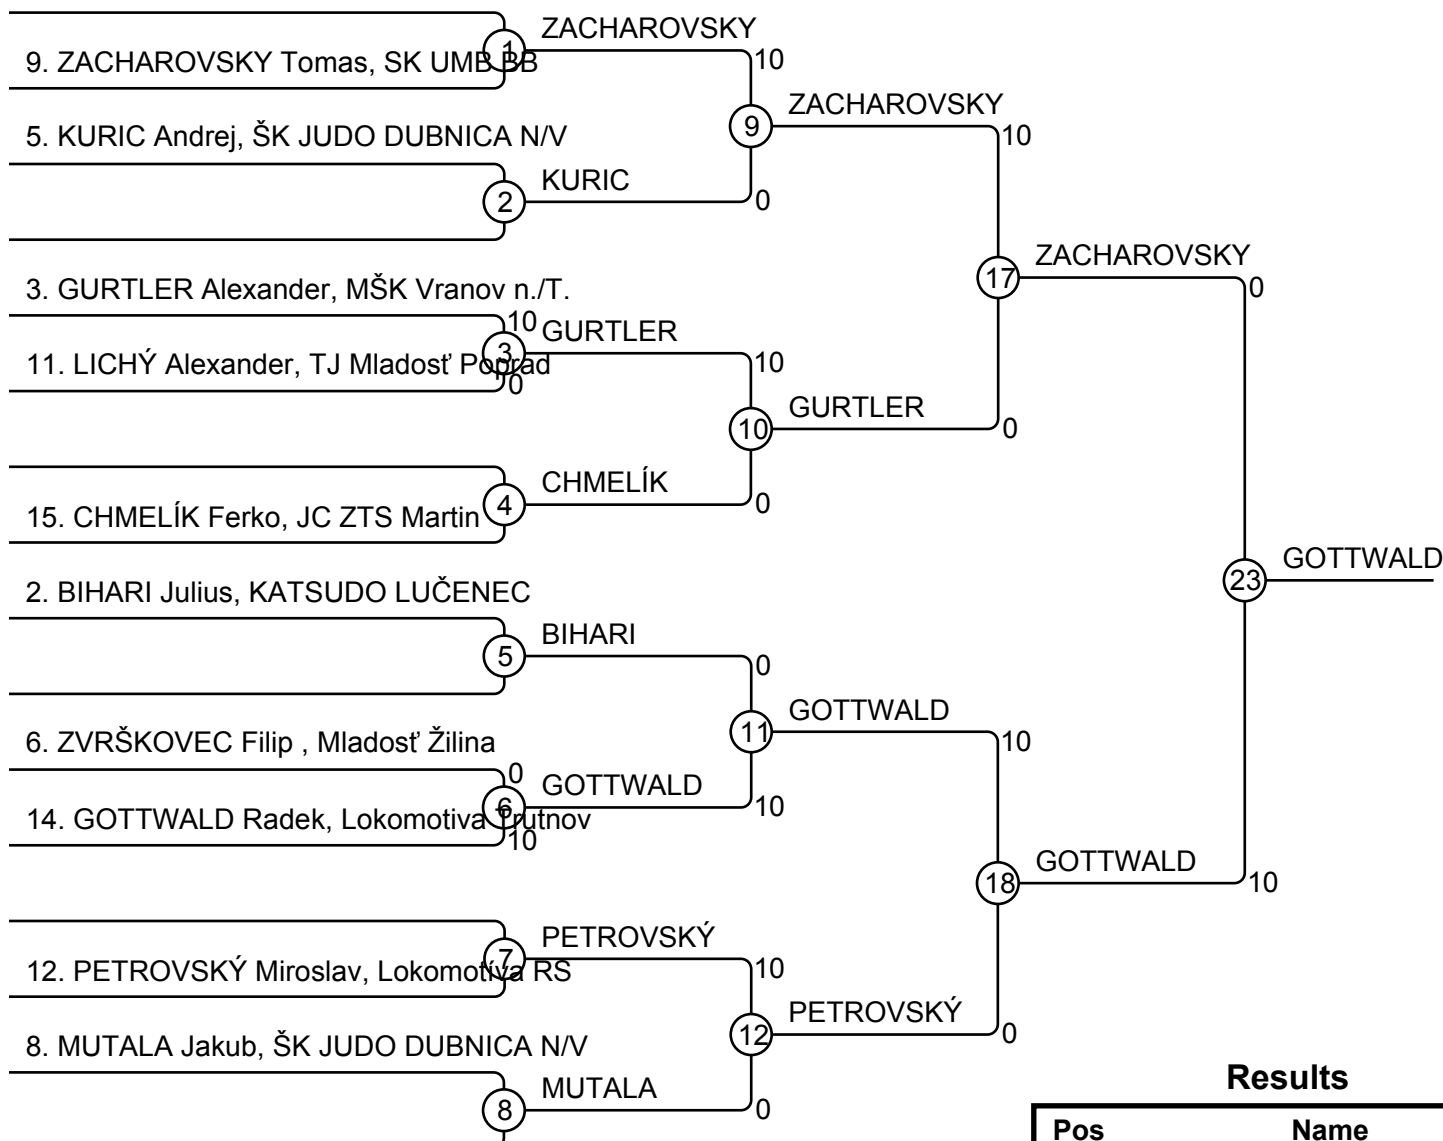 ZACHAROVSKY
1
9. ZACHAROVSKY Tomas, SK UMB BB
10
ZACHAROVSKY
9
10
5. KURIC Andrej, ŠK JUDO DUBNICA N/V
KURIC
2
0
ZACHAROVSKY
17
0
3. GURTLER Alexander, MŠK Vranov n./T.
10
GURTLER
3
11. LICHÝ Alexander, TJ Mladosť Poprad
0
10
GURTLER
10
0
CHMELÍK
4
0
15. CHMELÍK Ferko, JC ZTS Martin
GOTTWALD
23
2. BIHARI Julius, KATSUDO LUČENEC
BIHARI
5
0
GOTTWALD
11
10
6. ZVRŠKOVEC Filip , Mladosť Žilina
0
GOTTWALD
6
10
14. GOTTWALD Radek, Lokomotiva Trutnov
10
GOTTWALD
18
10
PETROVSKÝ
7
10
12. PETROVSKÝ Miroslav, Lokomotíva RS
PETROVSKÝ
12
0
8. MUTALA Jakub, ŠK JUDO DUBNICA N/V
MUTALA
8
0
Results
Pos Name